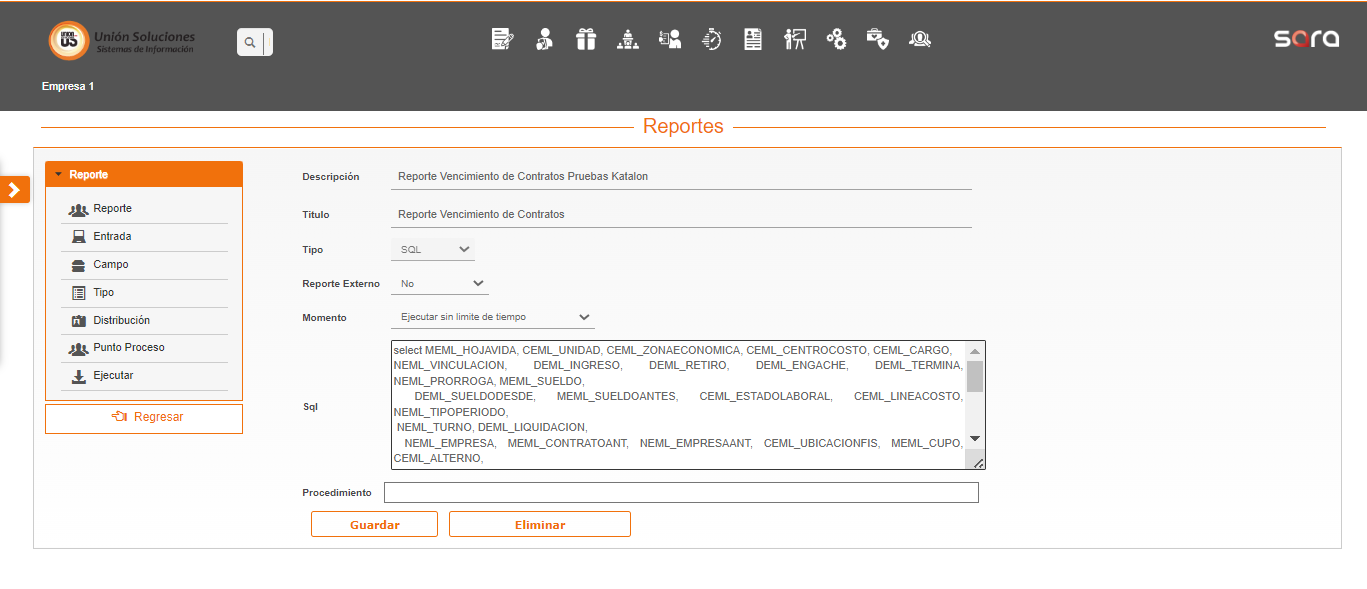 UNION
US
Unión Soluciones
Sistemas de Información
sora
Empresa 1
Reportes
Reporte
Reporte
Entrada
Campo
Tipo
Distribución
Punto Proceso
Ejecutar
Regresar
Descripción
Reporte Vencimiento de Contratos Pruebas Katalon
Titulo
Reporte Vencimiento de Contratos
Tipo
SQL
Reporte Externo
No
Momento
Ejecutar sin limite de tiempo
Sql
select MEML_HOJAVIDA, CEML_UNIDAD, CEML_ZONAECONOMICA, CEML_CENTROCOSTO, CEML_CARGO,
NEML_VINCULACION, DEML_INGRESO, DEML_RETIRO, DEML_ENGACHE, DEML_TERMINA,
NEML_PRORROGA, MEML_SUELDO,
DEML_SUELDODESDE, MEML_SUELDOANTES, CEML_ESTADOLABORAL, CEML_LINEACOSTO,
NEML_TIPOPERIODO,
NEML_TURNO, DEML_LIQUIDACION,
NEML_EMPRESA, MEML_CONTRATOANT, NEML_EMPRESAANT, CEML_UBICACIONFIS, MEML_CUPO,
CEML_ALTERNO,
Procedimiento
Guardar
Eliminar